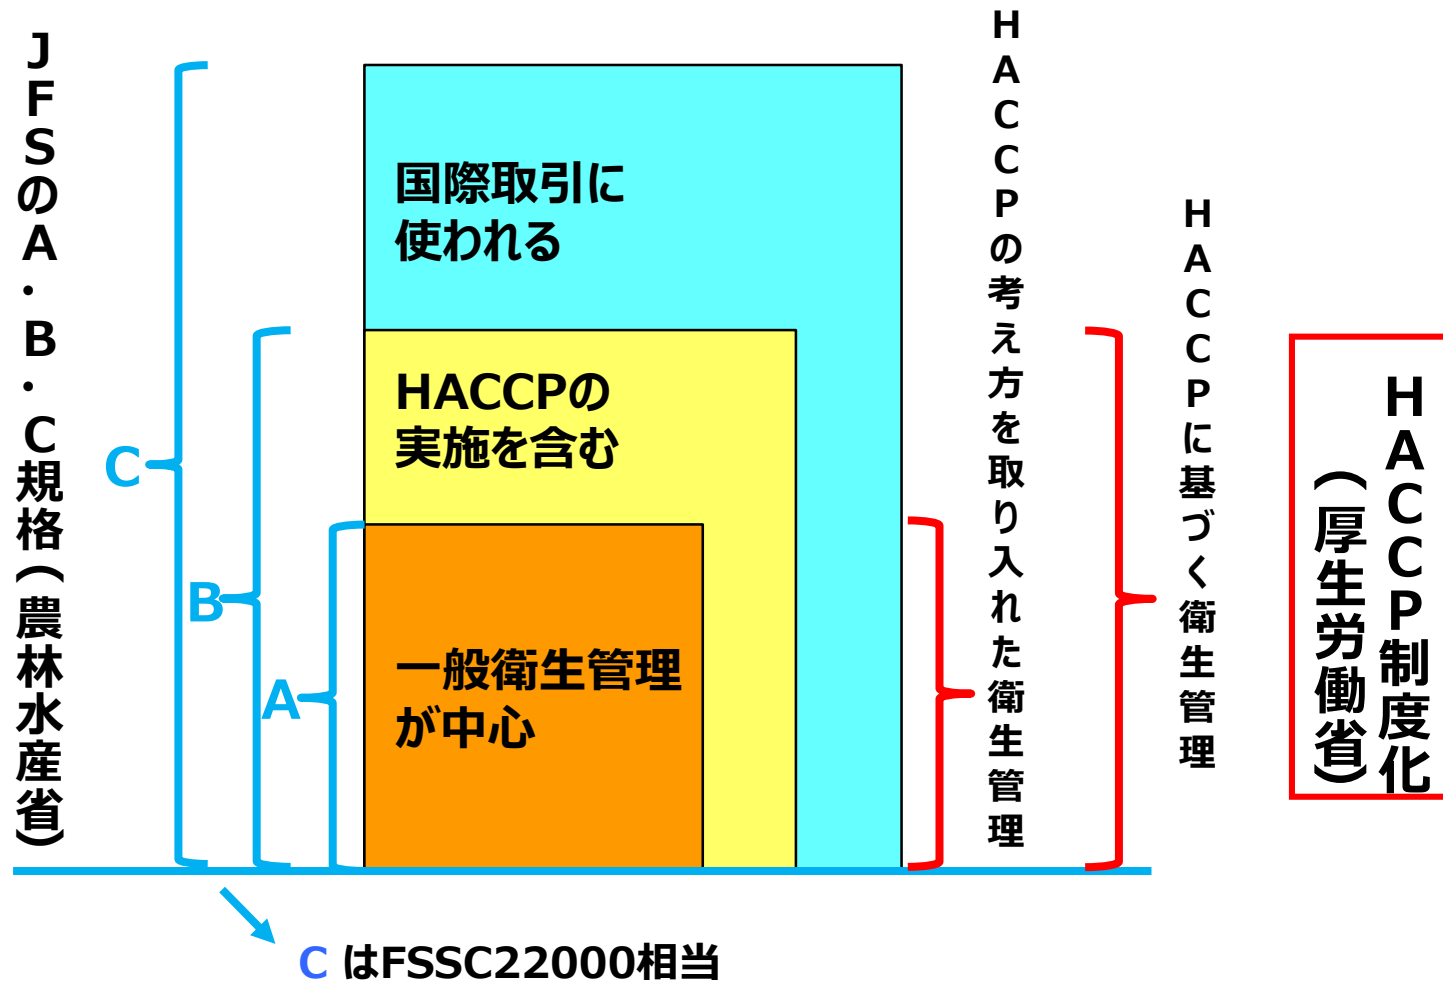 JFSのA・B・C規格（農林水産省）
C
B
A
国際取引に
使われる
HACCPの
実施を含む
一般衛生管理
が中心
HACCPの考え方を取り入れた衛生管理
HACCPに基づく衛生管理
HACCP制度化
（厚生労働省）
C はFSSC22000相当